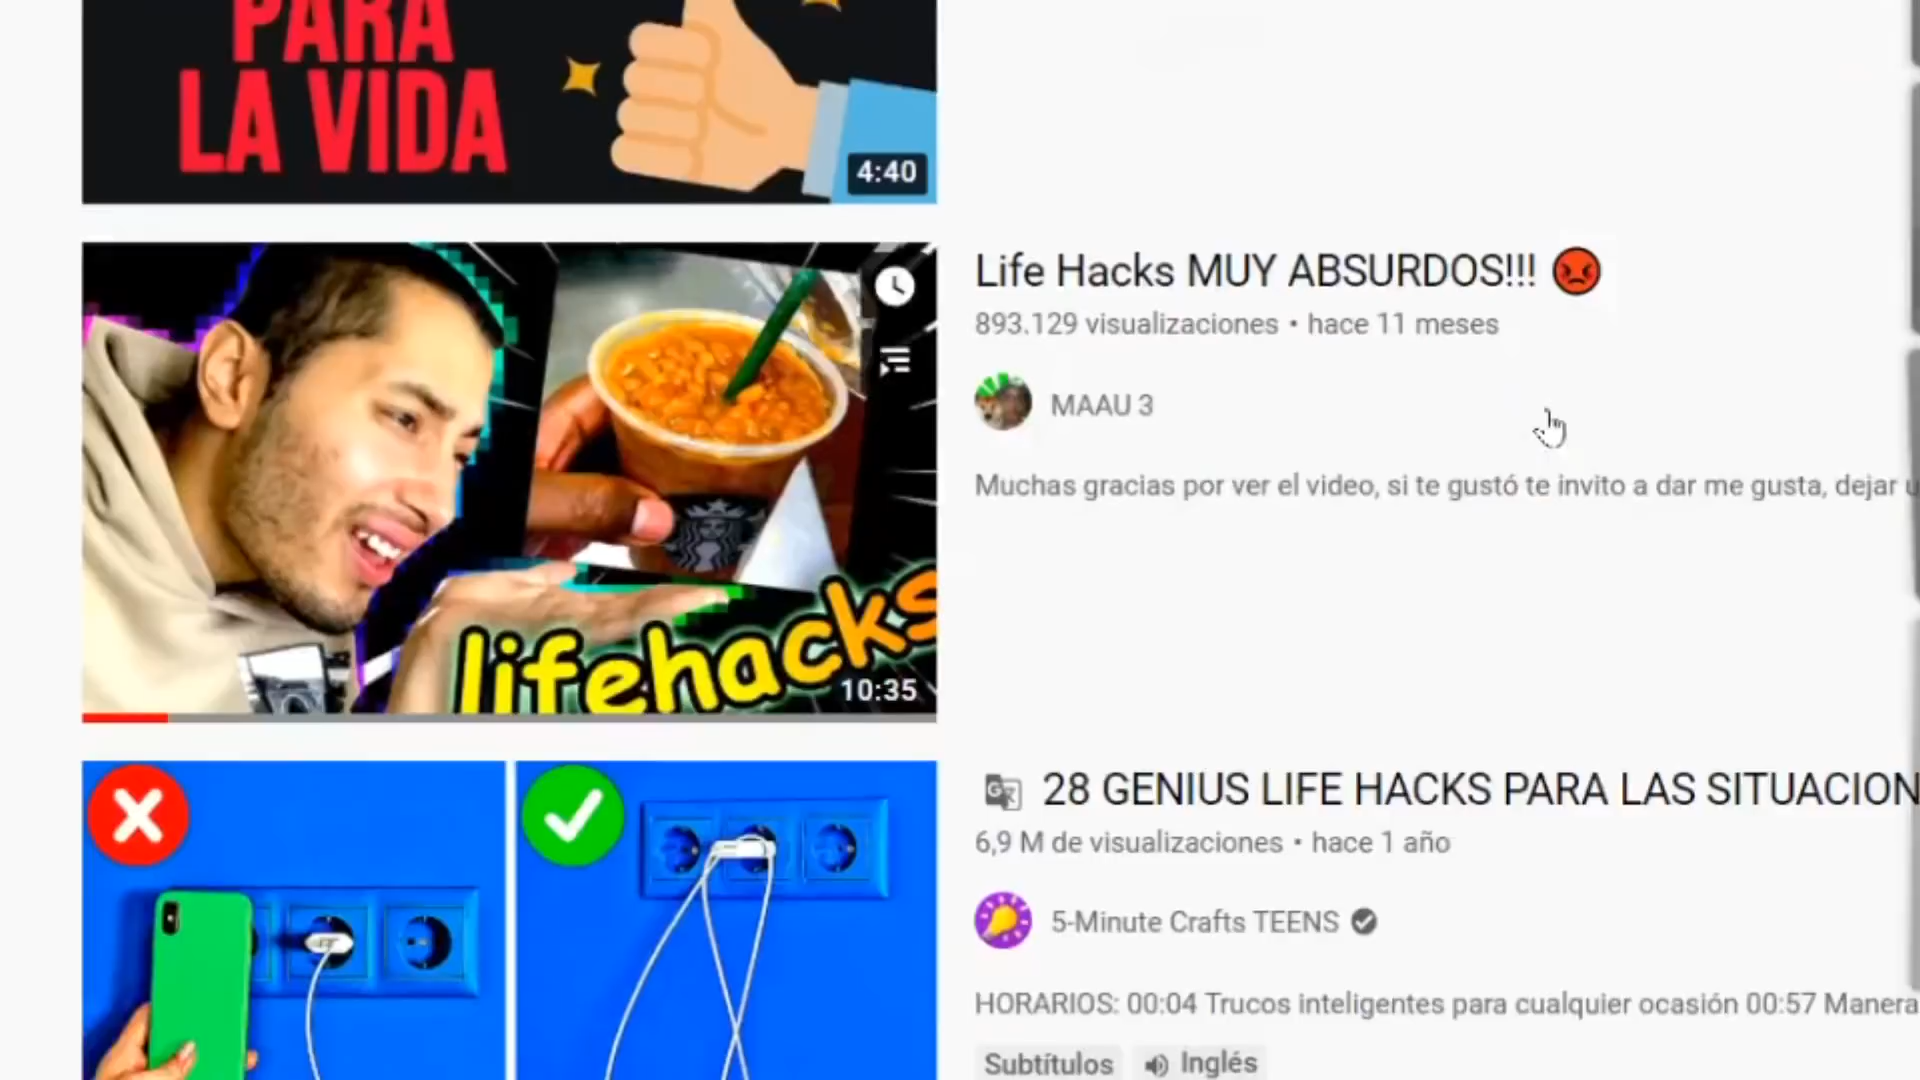 PARA
LA VIDA
4:40
Life Hacks MUY ABSURDOS!!!
893.129 visualizaciones • hace 11 meses
MAAU 3
Muchas gracias por ver el video, si te gustó te invito a dar me gusta, dejar
lifehacks
10:35
28 GENIUS LIFE HACKS PARA LAS SITUACION
6,9 M de visualizaciones • hace 1 año
5-Minute Crafts TEENS
HORARIOS: 00:04 Trucos inteligentes para cualquier ocasión 00:57 Manera
Subtítulos
Inglés